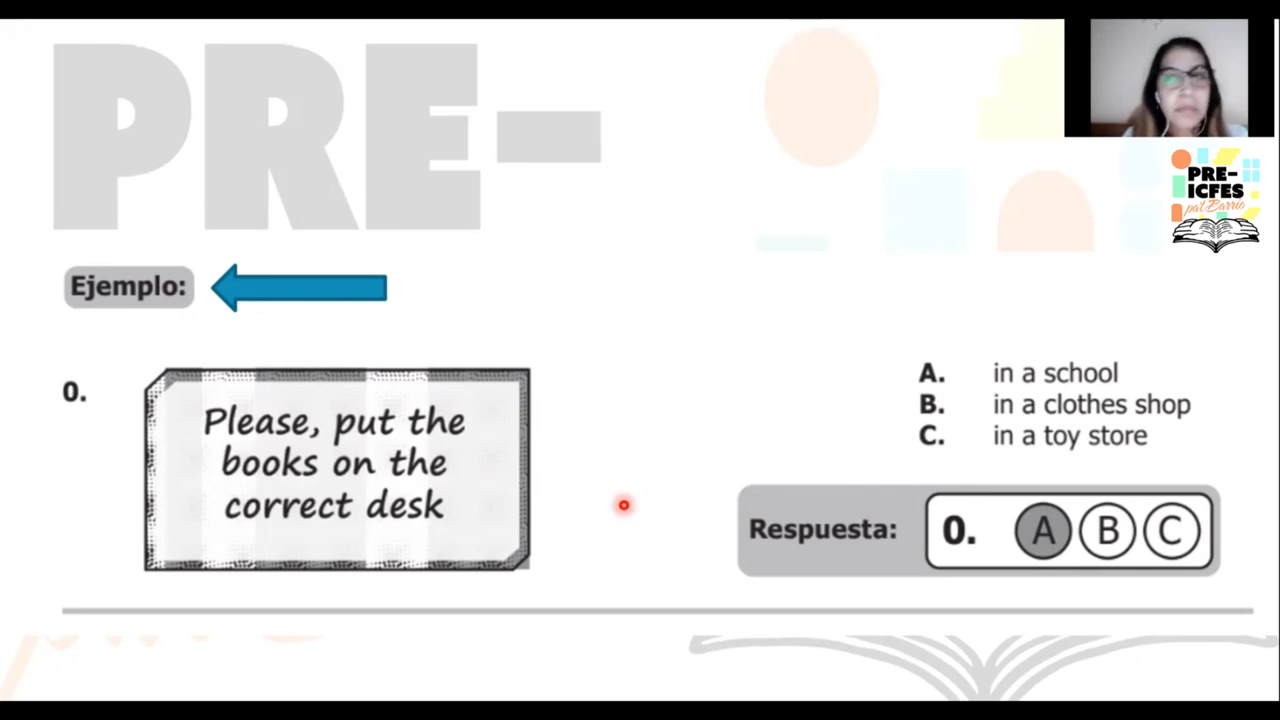 PRE-
PRE-
ICFES
pa'l Barrio
Ejemplo:
0.
Please, put the
books on the
correct desk
A. in a school
B. in a clothes shop
C. in a toy store
Respuesta: 0. A B C